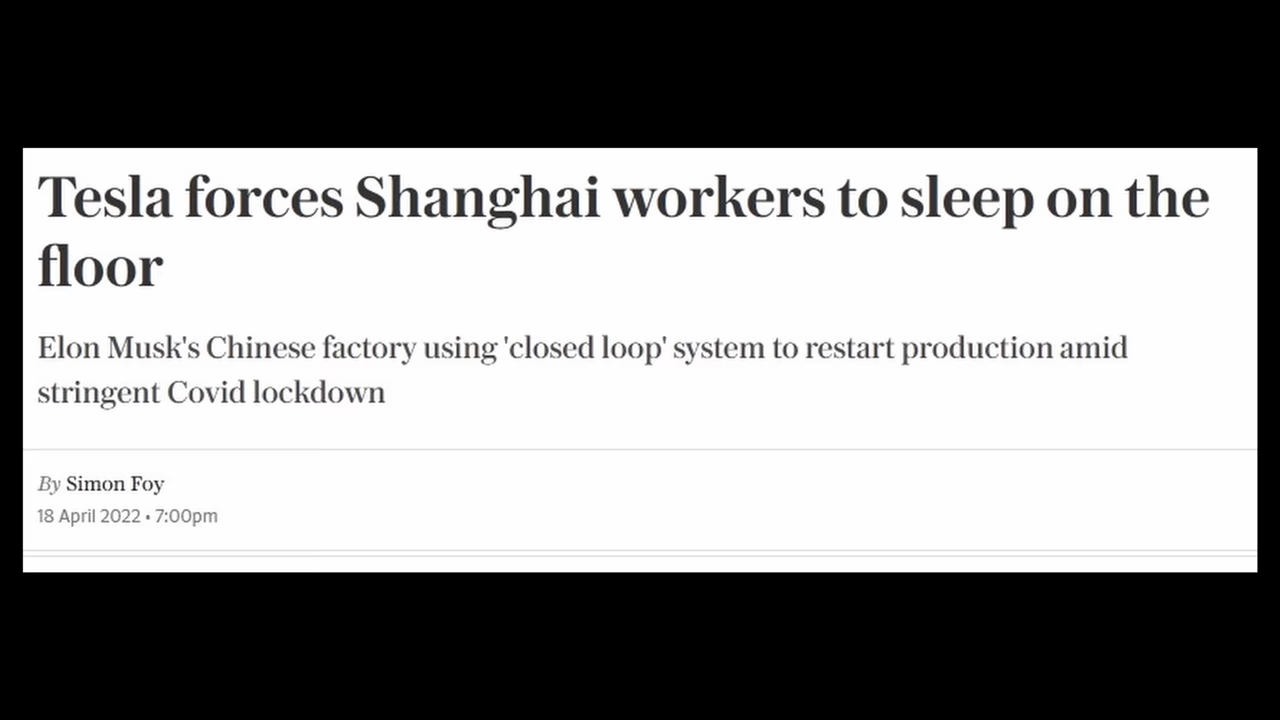 Tesla forces Shanghai workers to sleep on the
floor
Elon Musk's Chinese factory using 'closed loop' system to restart production amid
stringent Covid lockdown
By Simon Foy
18 April 2022 • 7:00pm